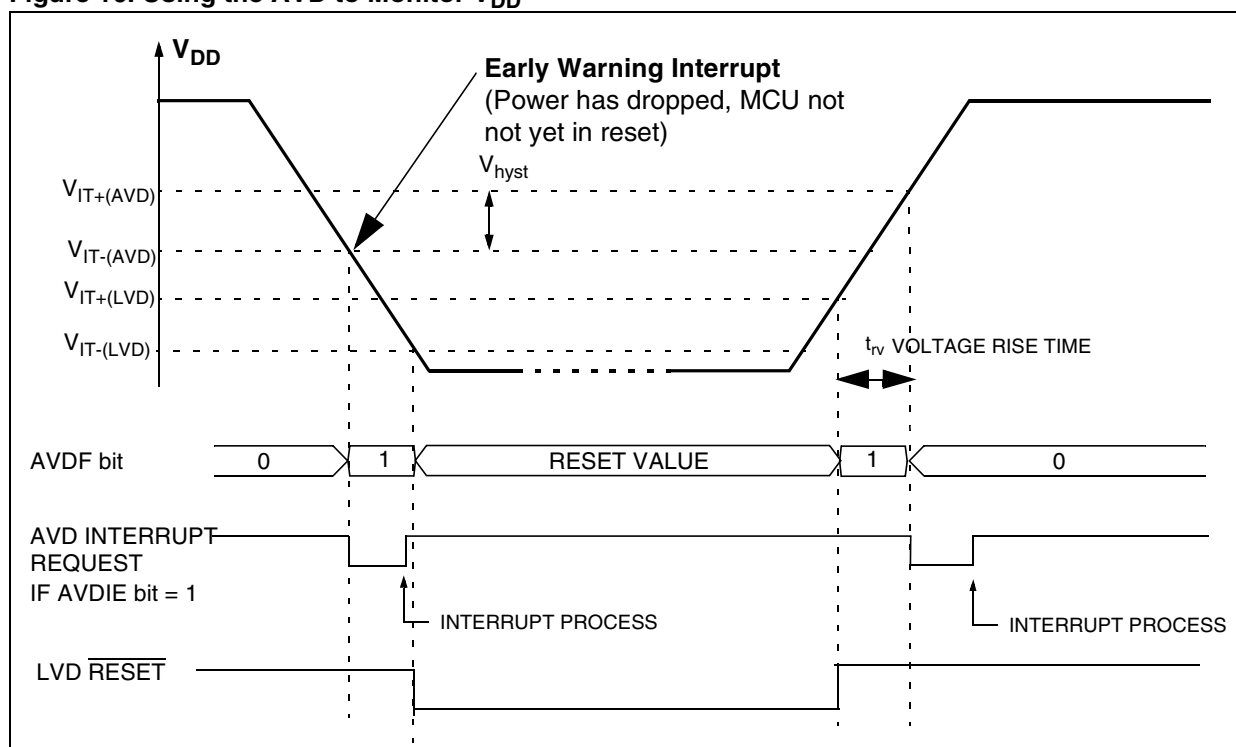 Figure 16. Using the AVD to Monitor VDD
VDD
Early Warning Interrupt
(Power has dropped, MCU not
not yet in reset)
Vhyst
VIT+(AVD)
VIT-(AVD)
VIT+(LVD)
VIT-(LVD)
trv VOLTAGE RISE TIME
AVDF bit
0
1
RESET VALUE
1
0
AVD INTERRUPT
REQUEST
IF AVDIE bit = 1
INTERRUPT PROCESS
INTERRUPT PROCESS
LVD RESET